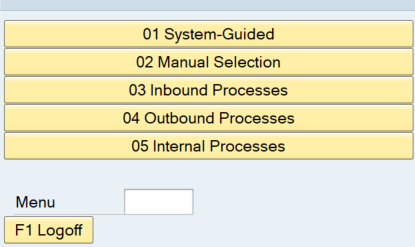 01 System-Guided
02 Manual Selection
03 Inbound Processes
04 Outbound Processes
05 Internal Processes
Menu
F1 Logoff